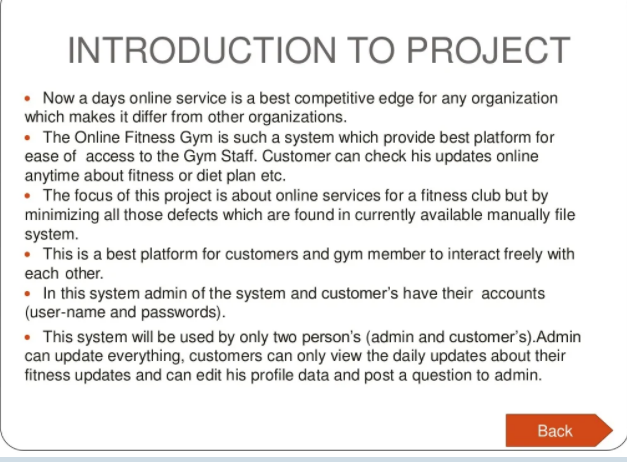 INTRODUCTION TO PROJECT
• Now a days online service is a best competitive edge for any organization
which makes it differ from other organizations.
• The Online Fitness Gym is such a system which provide best platform for
ease of access to the Gym Staff. Customer can check his updates online
anytime about fitness or diet plan etc.
• The focus of this project is about online services for a fitness club but by
minimizing all those defects which are found in currently available manually file
system.
• This is a best platform for customers and gym member to interact freely with
each other.
• In this system admin of the system and customer's have their accounts
(user-name and passwords).
• This system will be used by only two person's (admin and customer's).Admin
can update everything, customers can only view the daily updates about their
fitness updates and can edit his profile data and post a question to admin.
Back